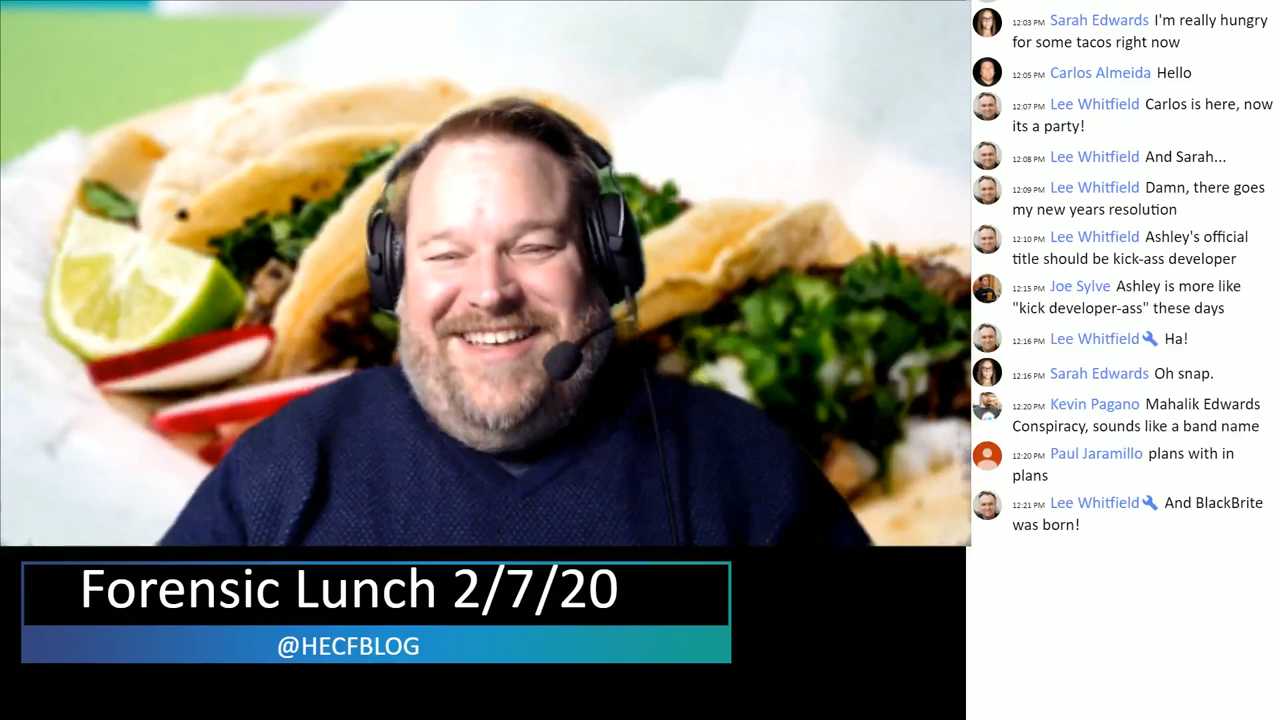 Forensic Lunch 2/7/20
@HECFBLOG
12:03 PM Sarah Edwards I'm really hungry
for some tacos right now
12:05 PM Carlos Almeida Hello
12:07 PM Lee Whitfield Carlos is here, now
its a party!
12:08 PM Lee Whitfield And Sarah...
12:09 PM Lee Whitfield Damn, there goes
my new years resolution
12:10 PM Lee Whitfield Ashley's official
title should be kick-ass developer
12:15 PM Joe Sylve Ashley is more like
"kick developer-ass" these days
12:16 PM Lee Whitfield Ha!
12:16 PM Sarah Edwards Oh snap.
12:20 PM Kevin Pagano Mahalik Edwards
Conspiracy, sounds like a band name
12:20 PM Paul Jaramillo plans with in
plans
12:21 PM Lee Whitfield And BlackBrite
was born!